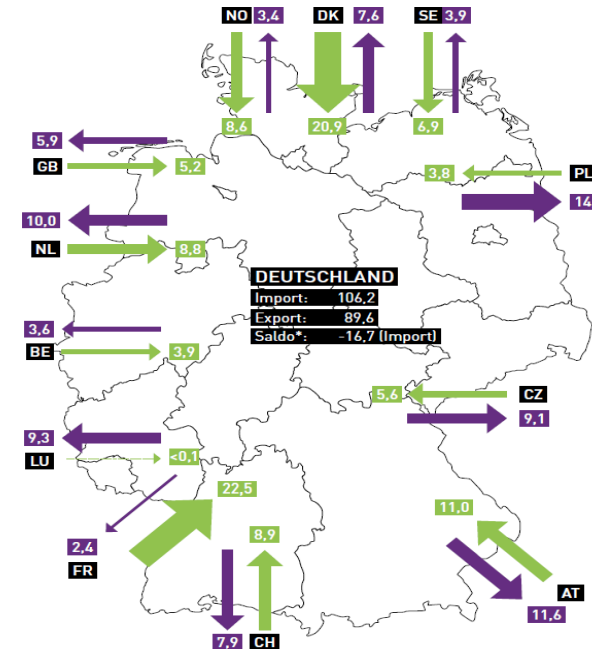 NO 3,4 DK 7,6 SE 3,9
8,6 20,9 6,9
5,9
GB 5,2
3,8 PL
14
10,0
NL 8,8
DEUTSCHLAND
Import: 106,2
Export: 89,6
Saldo*: -16,7 (Import)
3,6
BE 3,9
5,6 CZ
9,1
9,3
LU <0,1
22,5
11,0
2,4
FR
8,9
AT
11,6
7,9 CH